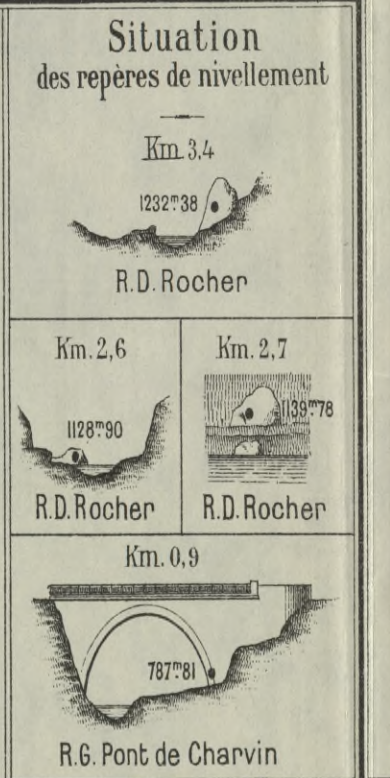 Situation
des repères de nivellement
Km. 3,4
1232ᵐ38
R.D. Rocher
Km. 2,6
1128ᵐ90
R.D. Rocher
Km. 2,7
1139ᵐ78
R.D. Rocher
Km. 0,9
787ᵐ81
R.G. Pont de Charvin